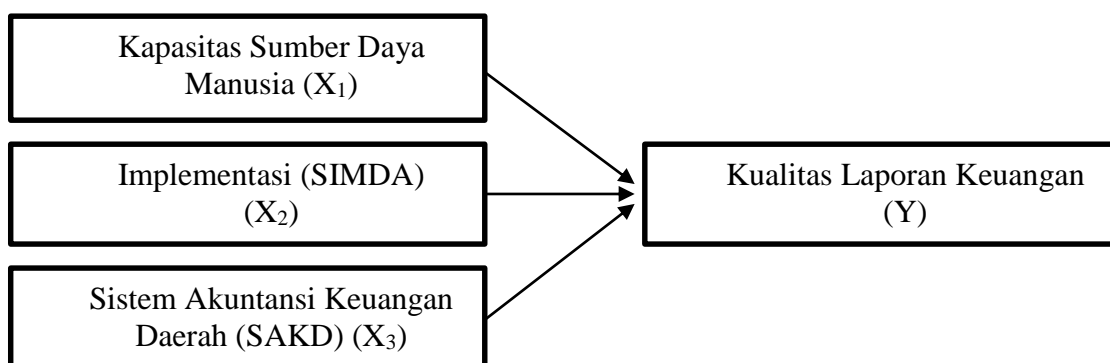 Kapasitas Sumber Daya
Manusia (X₁)
Implementasi (SIMDA)
(X₂)
Kualitas Laporan Keuangan
(Y)
Sistem Akuntansi Keuangan
Daerah (SAKD) (X₃)